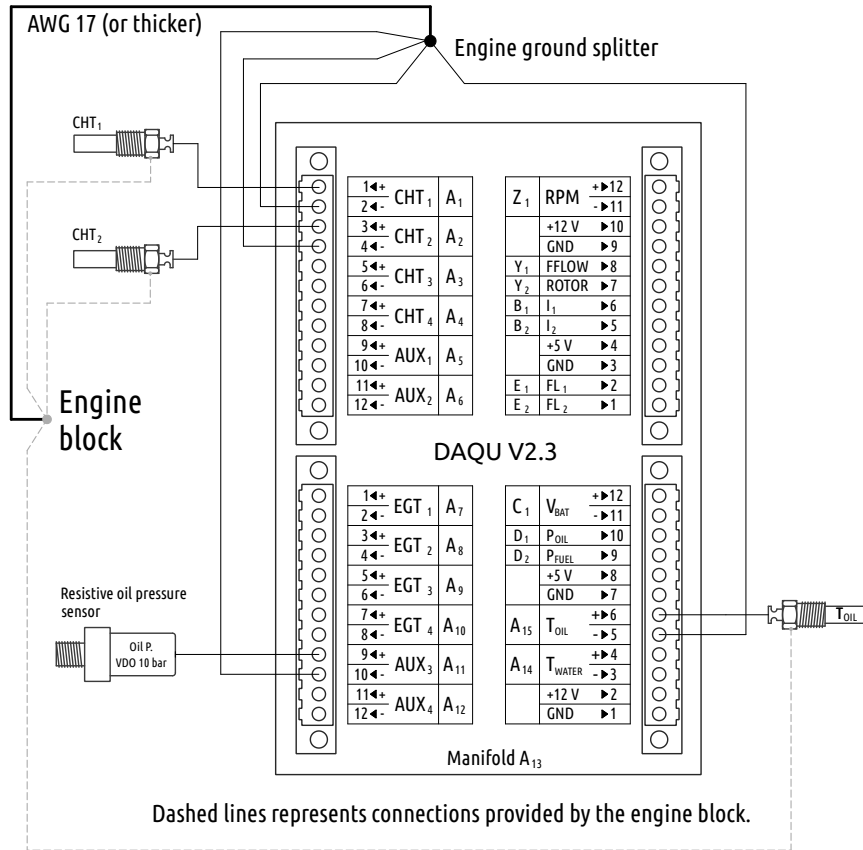 AWG 17 (or thicker)
Engine ground splitter
CHT₁
CHT₂
1◄+ CHT₁ A₁
2◄-
3◄+ CHT₂ A₂
4◄-
5◄+ CHT₃ A₃
6◄-
7◄+ CHT₄ A₄
8◄-
9◄+ AUX₁ A₅
10◄-
11◄+ AUX₂ A₆
12◄-
Z₁ RPM +►12
-►11
+12 V ►10
GND ►9
Y₁ FFLOW ►8
Y₂ ROTOR ►7
B₁ I₁ ►6
B₂ I₂ ►5
+5 V ►4
GND ►3
E₁ FL₁ ►2
E₂ FL₂ ►1
Engine
block
DAQU V2.3
1◄+ EGT₁ A₇
2◄-
3◄+ EGT₂ A₈
4◄-
5◄+ EGT₃ A₉
6◄-
7◄+ EGT₄ A₁₀
8◄-
9◄+ AUX₃ A₁₁
10◄-
11◄+ AUX₄ A₁₂
12◄-
C₁ VBAT +►12
-►11
D₁ POIL ►10
D₂ PFUEL ►9
+5 V ►8
GND ►7
A₁₅ TOIL +►6
-►5
A₁₄ TWATER +►4
-►3
+12 V ►2
GND ►1
Resistive oil pressure
sensor
Oil P.
VDO 10 bar
TOIL
Manifold A₁₃
Dashed lines represents connections provided by the engine block.